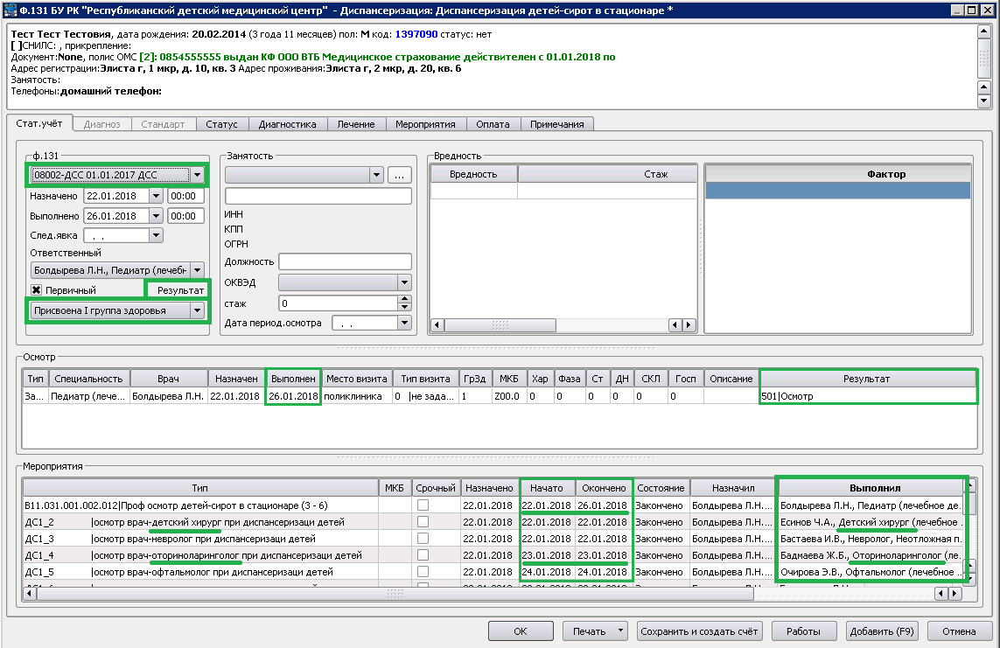 Ф.131 БУ РК "Республиканский детский медицинский центр" - Диспансеризация: Диспансеризация детей-сирот в стационаре *
Тест Тест Тестовия, дата рождения: 20.02.2014 (3 года 11 месяцев) пол: М код: 1397090 статус: нет
[ ]СНИЛС: , прикрепление:
Документ:None, полис ОМС [2]: 0854555555 выдан КФ ООО ВТБ Медицинское страхование действителен с 01.01.2018 по
Адрес регистрации:Элиста г, 1 мкр, д. 10, кв. 3 Адрес проживания:Элиста г, 2 мкр, д. 20, кв. 6
Занятость:
Телефоны:домашний телефон:
Стат.учёт Диагноз Стандарт Статус Диагностика Лечение Мероприятия Оплата Примечания
ф.131
08002-ДСС 01.01.2017 ДСС
Назначено 22.01.2018 00:00
Выполнено 26.01.2018 00:00
След.явка . .
Ответственный
Болдырева Л.Н., Педиатр (лечебн
Первичный Результат
Присвоена I группа здоровья
Занятость
...
ИНН
КПП
ОГРН
Должность
ОКВЭД
стаж 0
Дата период.осмотра . .
Вредность
Вредность Стаж
Фактор
Осмотр
Тип Специальность Врач Назначен Выполнен Место визита Тип визита ГрЗд МКБ Хар Фаза Ст ДН СКЛ Госп Описание Результат
За... Педиатр (лече... Болдырева Л.Н. 22.01.2018 26.01.2018 поликлиника 0 |не зада... 1 Z00.0 0 0 0 0 0 0 501|Осмотр
Мероприятия
Тип МКБ Срочный Назначено Начато Окончено Состояние Назначил Выполнил
B11.031.001.002.012|Проф осмотр детей-сирот в стационаре (3 - 6) 22.01.2018 22.01.2018 26.01.2018 Закончено Болдырева Л.Н.... Болдырева Л.Н., Педиатр (лечебное де...
ДС1_2 |осмотр врач-детский хирург при диспансеризаци детей 22.01.2018 22.01.2018 22.01.2018 Закончено Болдырева Л.Н.... Есинов Ч.А., Детский хирург (лечебное ...
ДС1_3 |осмотр врач-невролог при диспансеризаци детей 22.01.2018 22.01.2018 22.01.2018 Закончено Болдырева Л.Н.... Бастаева И.В., Невролог, Неотложная п...
ДС1_4 |осмотр врач-оториноларинголог при диспансеризаци детей 22.01.2018 23.01.2018 23.01.2018 Закончено Болдырева Л.Н.... Бадмаева Ж.Б., Оториноларинголог (ле...
ДС1_5 |осмотр врач-офтальмолог при диспансеризаци детей 22.01.2018 24.01.2018 24.01.2018 Закончено Болдырева Л.Н.... Очирова Э.В., Офтальмолог (лечебное ...
ОК Печать Сохранить и создать счёт Работы Добавить (F9) Отмена